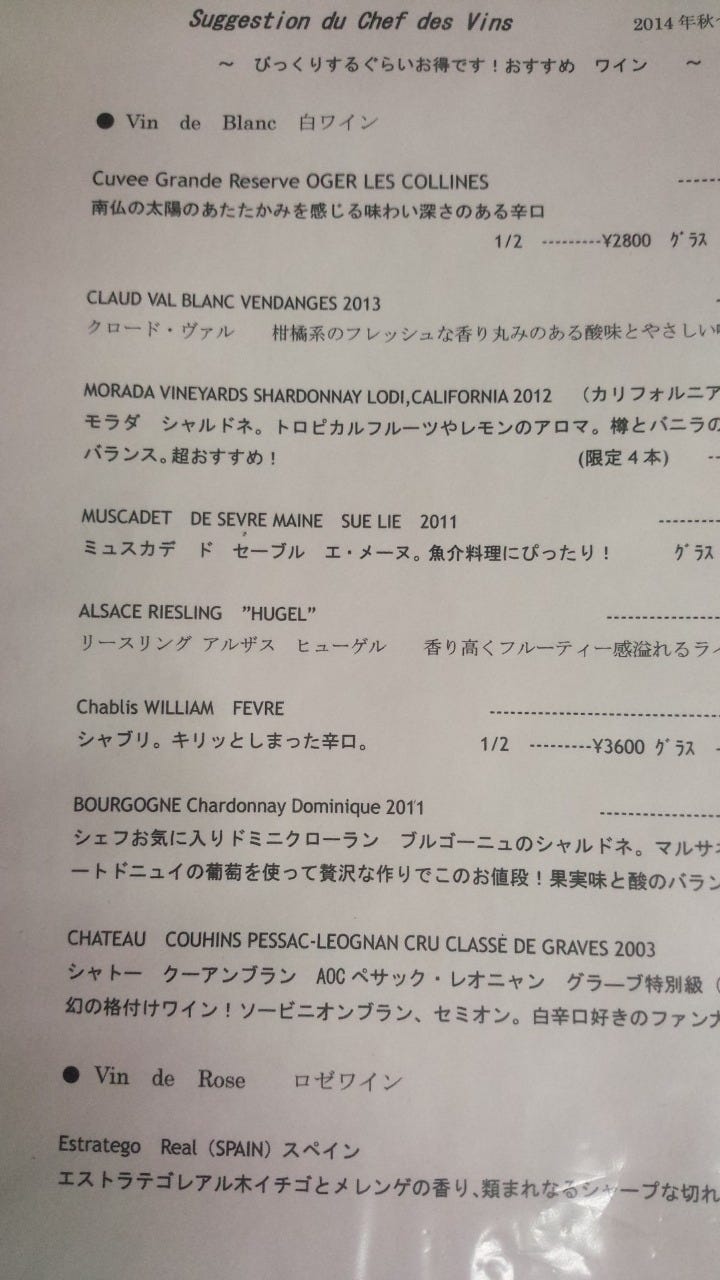 Suggestion du Chef des Vins 2014年秋
～ びっくりするぐらいお得です！おすすめ ワイン ～
● Vin de Blanc 白ワイン
Cuvee Grande Reserve OGER LES COLLINES -----
南仏の太陽のあたたかみを感じる味わい深さのある辛口
1/2 ---------¥2800 ｸﾞﾗｽ
CLAUD VAL BLANC VENDANGES 2013
クロード・ヴァル 柑橘系のフレッシュな香り丸みのある酸味とやさしい
MORADA VINEYARDS SHARDONNAY LODI,CALIFORNIA 2012 （カリフォルニア
モラダ シャルドネ。トロピカルフルーツやレモンのアロマ。樽とバニラの
バランス。超おすすめ！ (限定４本) --
MUSCADET DE SEVRE MAINE SUE LIE 2011 ---------
ミュスカデ ド セーブル エ・メーヌ。魚介料理にぴったり！ ｸﾞﾗｽ
ALSACE RIESLING ”HUGEL” ----------------
リースリング アルザス ヒューゲル 香り高くフルーティー感溢れるラ
Chablis WILLIAM FEVRE --------------------------------
シャブリ。キリッとしまった辛口。 1/2 ---------¥3600 ｸﾞﾗｽ -
BOURGOGNE Chardonnay Dominique 2011 -----------------
シェフお気に入りドミニクローラン ブルゴーニュのシャルドネ。マルサネ
ートドニュイの葡萄を使って贅沢な作りでこのお値段！果実味と酸のバラン
CHATEAU COUHINS PESSAC-LEOGNAN CRU CLASSÉ DE GRAVES 2003
シャトー クーアンブラン AOCペサック・レオニャン グラーブ特別級（
幻の格付けワイン！ソービニオンブラン、セミオン。白辛口好きのファン
● Vin de Rose ロゼワイン
Estratego Real（SPAIN）スペイン
エストラテゴレアル木イチゴとメレンゲの香り、類まれなるシャープな切れ